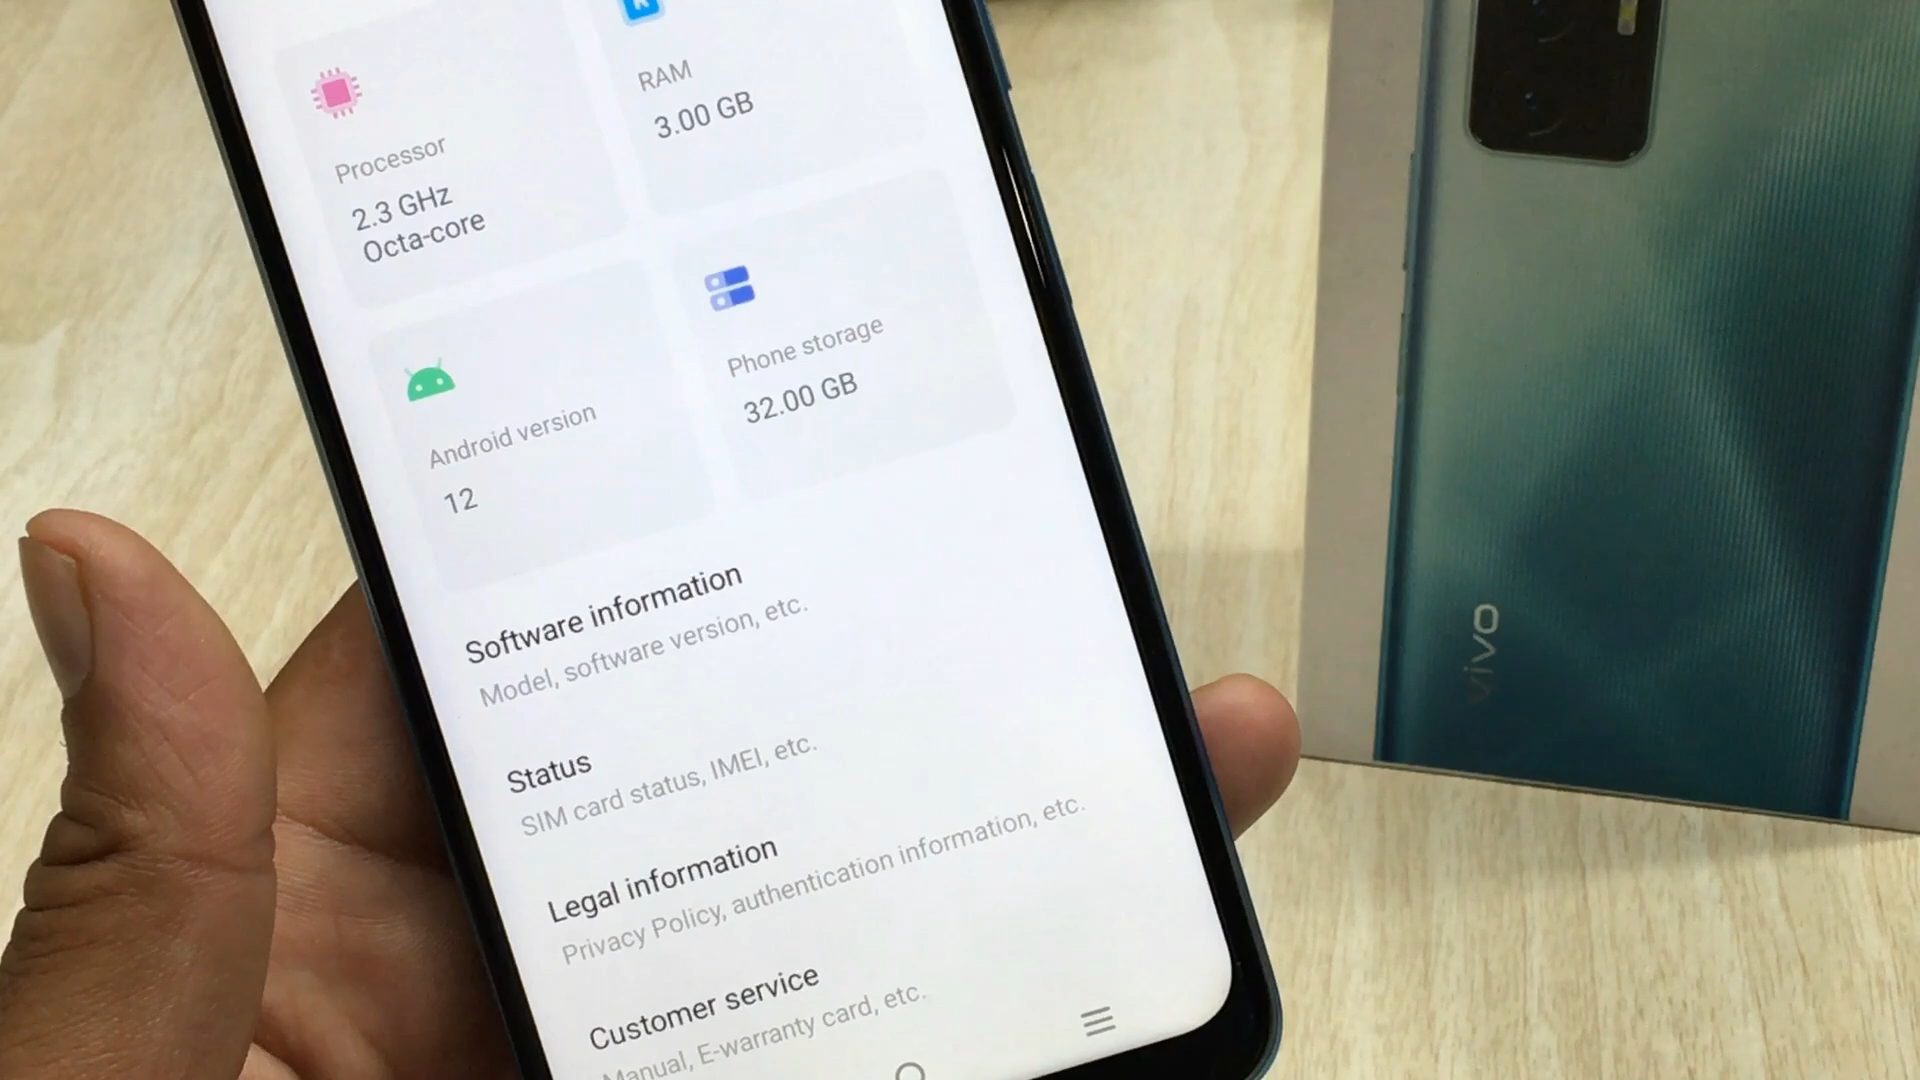 Processor
2.3 GHz
Octa-core
RAM
3.00 GB
Android version
12
Phone storage
32.00 GB
Software information
Model, software version, etc.
Status
SIM card status, IMEI, etc.
Legal information
Privacy Policy, authentication information, etc.
Customer service
Manual, E-warranty card, etc.
vivo